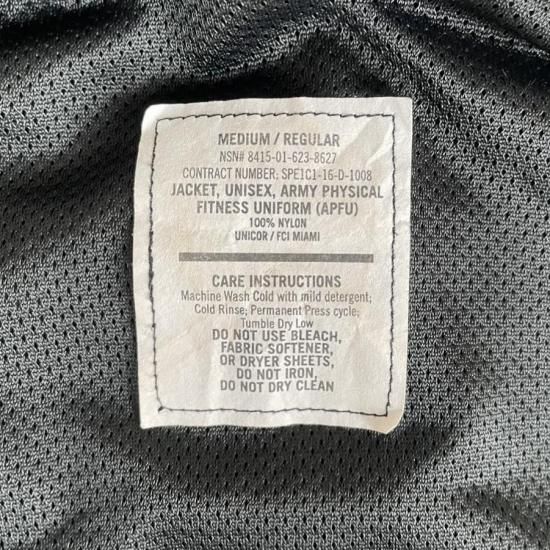 MEDIUM / REGULAR
NSN# 8415-01-623-8627
CONTRACT NUMBER: SPE1C1-16-D-1008
JACKET, UNISEX, ARMY PHYSICAL
FITNESS UNIFORM (APFU)
100% NYLON
UNICOR / FCI MIAMI
CARE INSTRUCTIONS
Machine Wash Cold with mild detergent;
Cold Rinse; Permanent Press cycle;
Tumble Dry Low
DO NOT USE BLEACH,
FABRIC SOFTENER,
OR DRYER SHEETS,
DO NOT IRON,
DO NOT DRY CLEAN